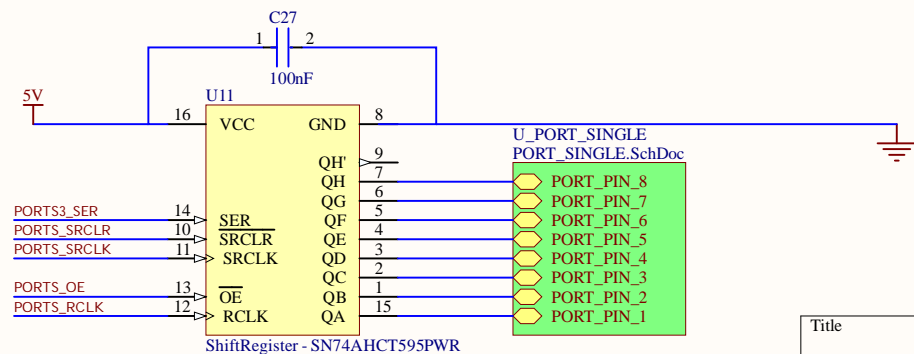 C27
1 2
100nF
5V
U11
16 VCC GND 8
U_PORT_SINGLE
PORT_SINGLE.SchDoc
QH' 9
QH 7 PORT_PIN_8
QG 6 PORT_PIN_7
PORTS3_SER 14 SER QF 5 PORT_PIN_6
PORTS_SRCLR 10 SRCLR QE 4 PORT_PIN_5
PORTS_SRCLK 11 SRCLK QD 3 PORT_PIN_4
QC 2 PORT_PIN_3
PORTS_OE 13 OE QB 1 PORT_PIN_2
PORTS_RCLK 12 RCLK QA 15 PORT_PIN_1
ShiftRegister - SN74AHCT595PWR
Title